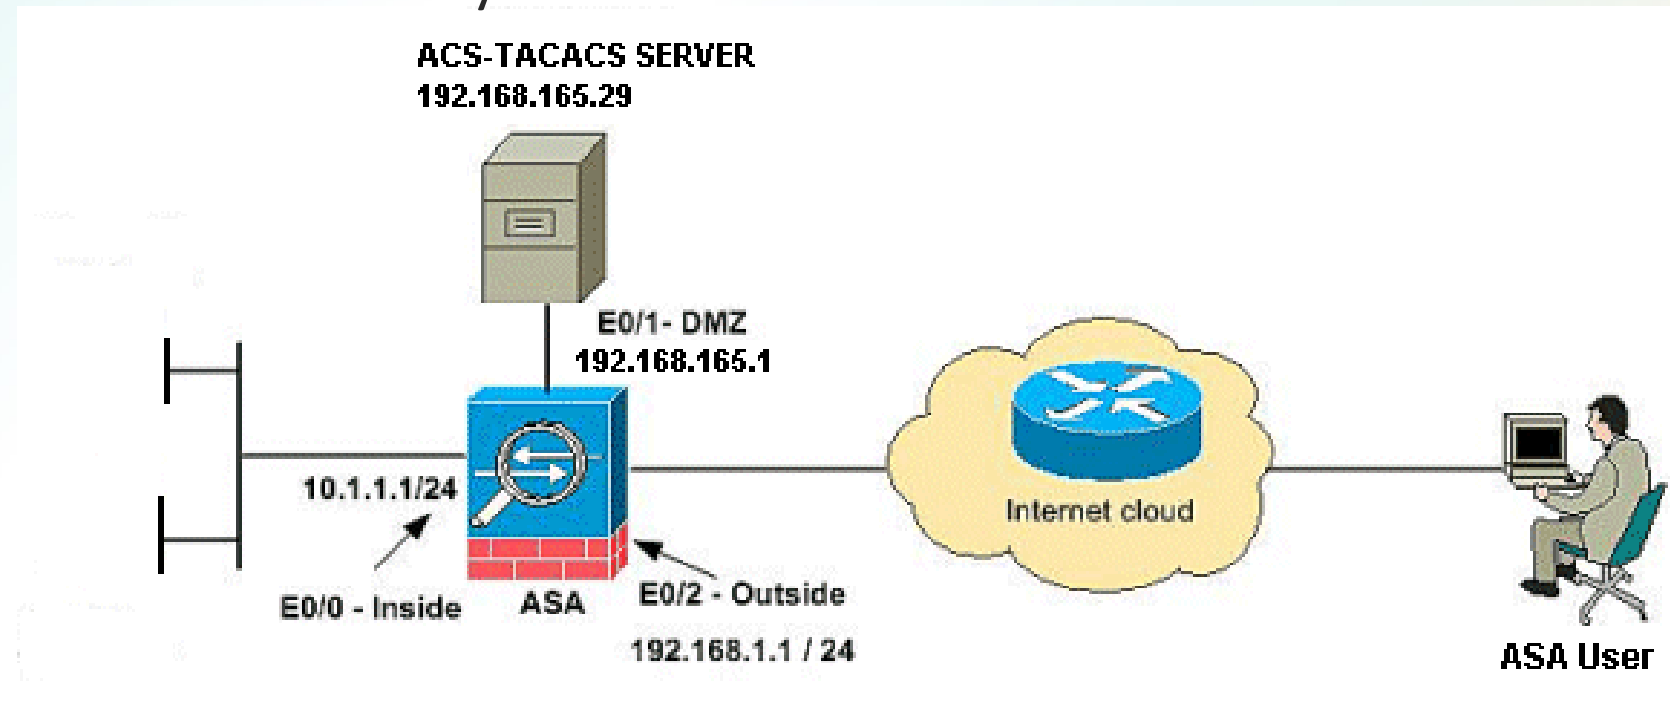 ACS-TACACS SERVER
192.168.165.29
E0/1- DMZ
192.168.165.1
10.1.1.1/24
E0/0 - Inside
ASA
E0/2 - Outside
192.168.1.1 / 24
Internet cloud
ASA User